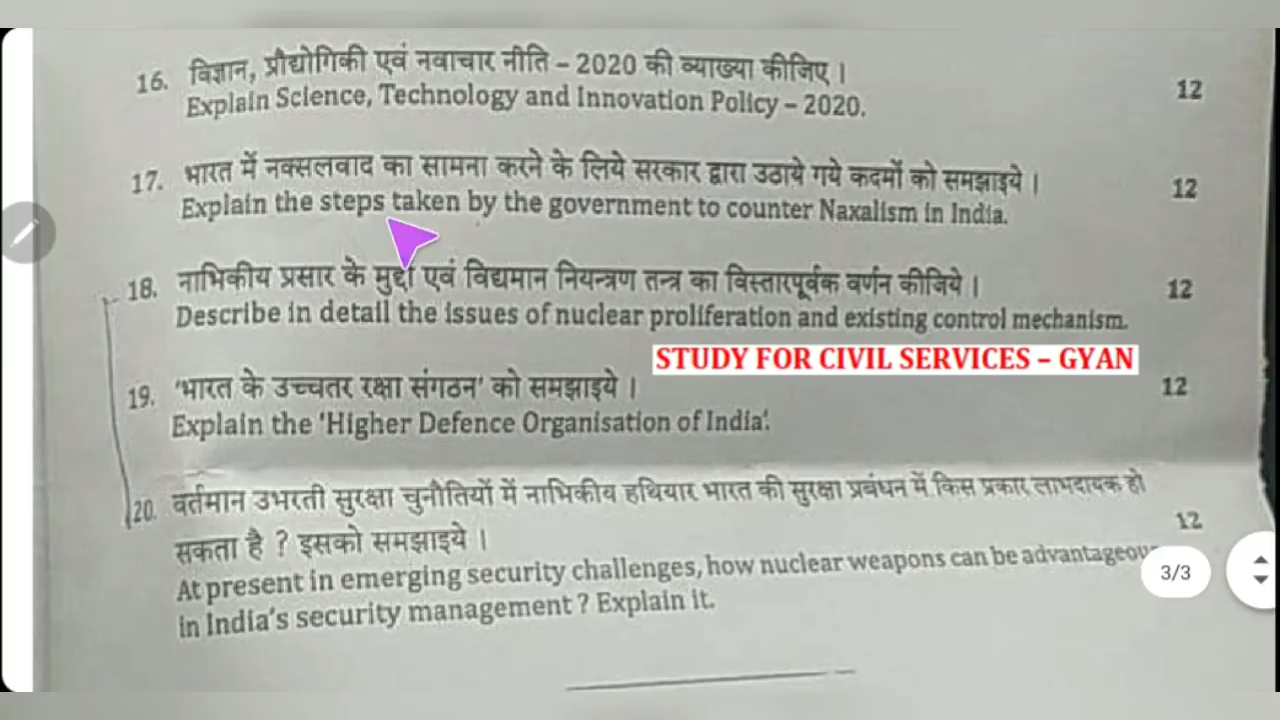 16. विज्ञान, प्रौद्योगिकी एवं नवाचार नीति – 2020 की व्याख्या कीजिए । 12
Explain Science, Technology and Innovation Policy – 2020.
17. भारत में नक्सलवाद का सामना करने के लिये सरकार द्वारा उठाये गये कदमों को समझाइये । 12
Explain the steps taken by the government to counter Naxalism in India.
18. नाभिकीय प्रसार के मुद्दों एवं विद्यमान नियन्त्रण तन्त्र का विस्तारपूर्वक वर्णन कीजिये । 12
Describe in detail the issues of nuclear proliferation and existing control mechanism.
STUDY FOR CIVIL SERVICES – GYAN
19. 'भारत के उच्चतर रक्षा संगठन' को समझाइये । 12
Explain the 'Higher Defence Organisation of India'.
20. वर्तमान उभरती सुरक्षा चुनौतियों में नाभिकीय हथियार भारत की सुरक्षा प्रबंधन में किस प्रकार लाभदायक हो
सकता है ? इसको समझाइये । 12
At present in emerging security challenges, how nuclear weapons can be advantageous
in India's security management ? Explain it.
3/3